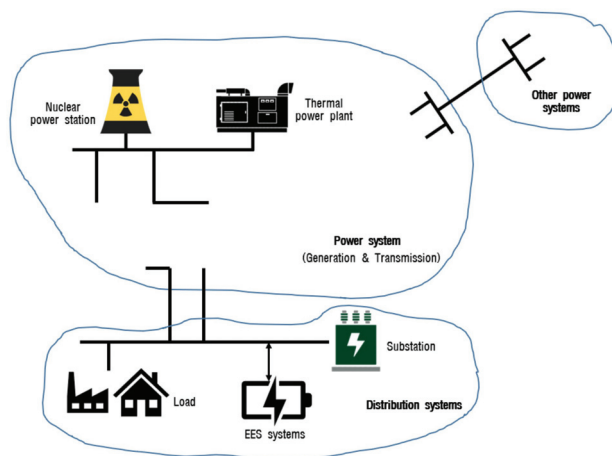 Nuclear
power station
Thermal
power plant
Other power
systems
Power system
(Generation & Transmission)
Substation
Load
EES systems
Distribution systems